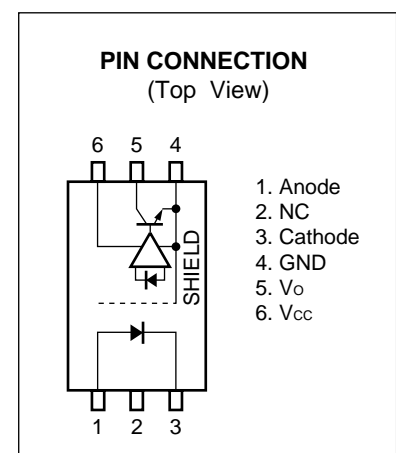 PIN CONNECTION
(Top View)
6 5 4
SHIELD
1 2 3
1. Anode
2. NC
3. Cathode
4. GND
5. Vo
6. Vcc